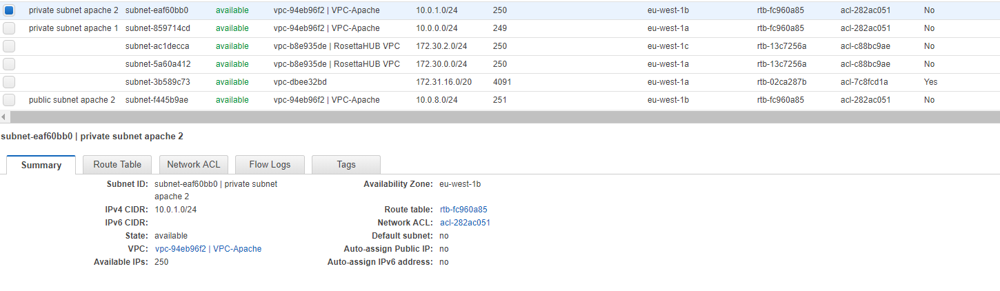 private subnet apache 2 subnet-eaf60bb0 available vpc-94eb96f2 | VPC-Apache 10.0.1.0/24 250 eu-west-1b rtb-fc960a85 acl-282ac051 No
private subnet apache 1 subnet-859714cd available vpc-94eb96f2 | VPC-Apache 10.0.0.0/24 249 eu-west-1a rtb-fc960a85 acl-282ac051 No
subnet-ac1decca available vpc-b8e935de | RosettaHUB VPC 172.30.2.0/24 250 eu-west-1c rtb-13c7256a acl-c88bc9ae No
subnet-5a60a412 available vpc-b8e935de | RosettaHUB VPC 172.30.0.0/24 250 eu-west-1a rtb-13c7256a acl-c88bc9ae No
subnet-3b589c73 available vpc-dbee32bd 172.31.16.0/20 4091 eu-west-1a rtb-02ca287b acl-7c8fcd1a Yes
public subnet apache 2 subnet-f445b9ae available vpc-94eb96f2 | VPC-Apache 10.0.8.0/24 251 eu-west-1b rtb-fc960a85 acl-282ac051 No
subnet-eaf60bb0 | private subnet apache 2
Summary Route Table Network ACL Flow Logs Tags
Subnet ID: subnet-eaf60bb0 | private subnet Availability Zone: eu-west-1b
apache 2
IPv4 CIDR: 10.0.1.0/24 Route table: rtb-fc960a85
IPv6 CIDR: Network ACL: acl-282ac051
State: available Default subnet: no
VPC: vpc-94eb96f2 | VPC-Apache Auto-assign Public IP: no
Available IPs: 250 Auto-assign IPv6 address: no